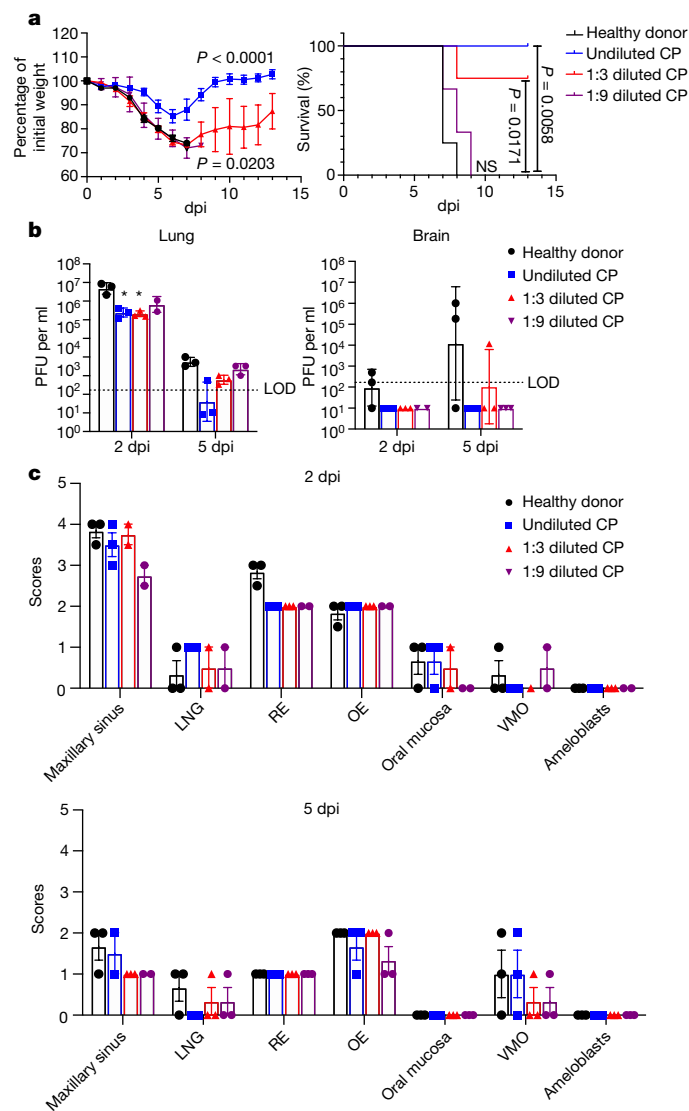 a
Percentage of
initial weight
120
110
100
90
80
70
60
0
5
10
15
dpi
P < 0.0001
P = 0.0203
Survival (%)
100
50
0
0
5
10
15
dpi
NS
P = 0.0171
P = 0.0058
Healthy donor
Undiluted CP
1:3 diluted CP
1:9 diluted CP
b
Lung
PFU per ml
10⁸
10⁷
10⁶
10⁵
10⁴
10³
10²
10¹
10⁰
* *
LOD
2 dpi
5 dpi
Brain
PFU per ml
10⁸
10⁷
10⁶
10⁵
10⁴
10³
10²
10¹
10⁰
LOD
2 dpi
5 dpi
Healthy donor
Undiluted CP
1:3 diluted CP
1:9 diluted CP
c
2 dpi
Scores
5
4
3
2
1
0
Healthy donor
Undiluted CP
1:3 diluted CP
1:9 diluted CP
Maxillary sinus
LNG
RE
OE
Oral mucosa
VMO
Ameloblasts
5 dpi
Scores
5
4
3
2
1
0
Maxillary sinus
LNG
RE
OE
Oral mucosa
VMO
Ameloblasts